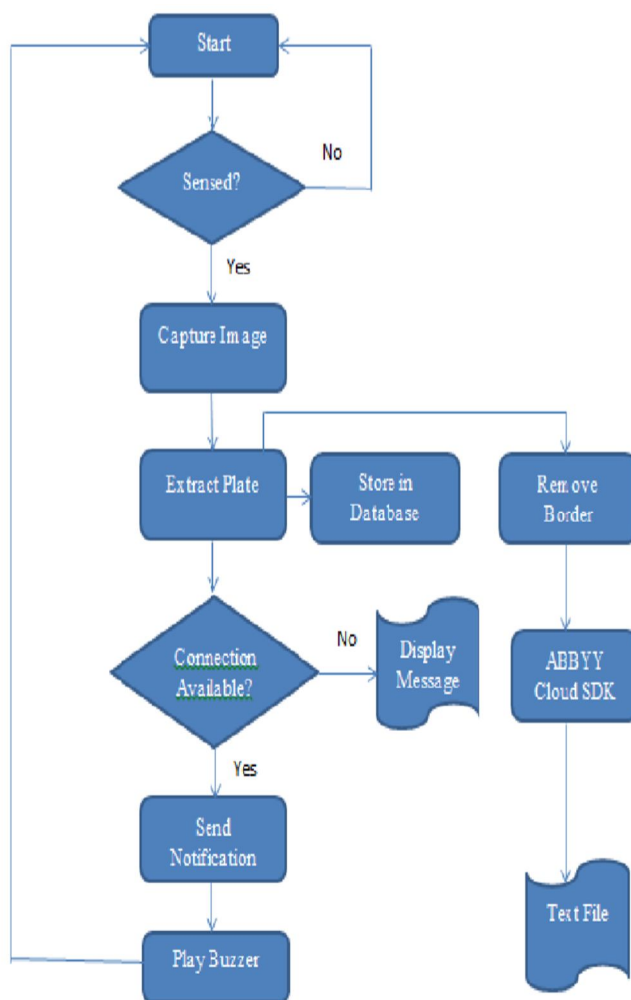 Start
No
Sensed?
Yes
Capture Image
Extract Plate
Store in
Database
Remove
Border
Connection
Available?
No
Display
Message
ABBYY
Cloud SDK
Yes
Send
Notification
Text File
Play Buzzer